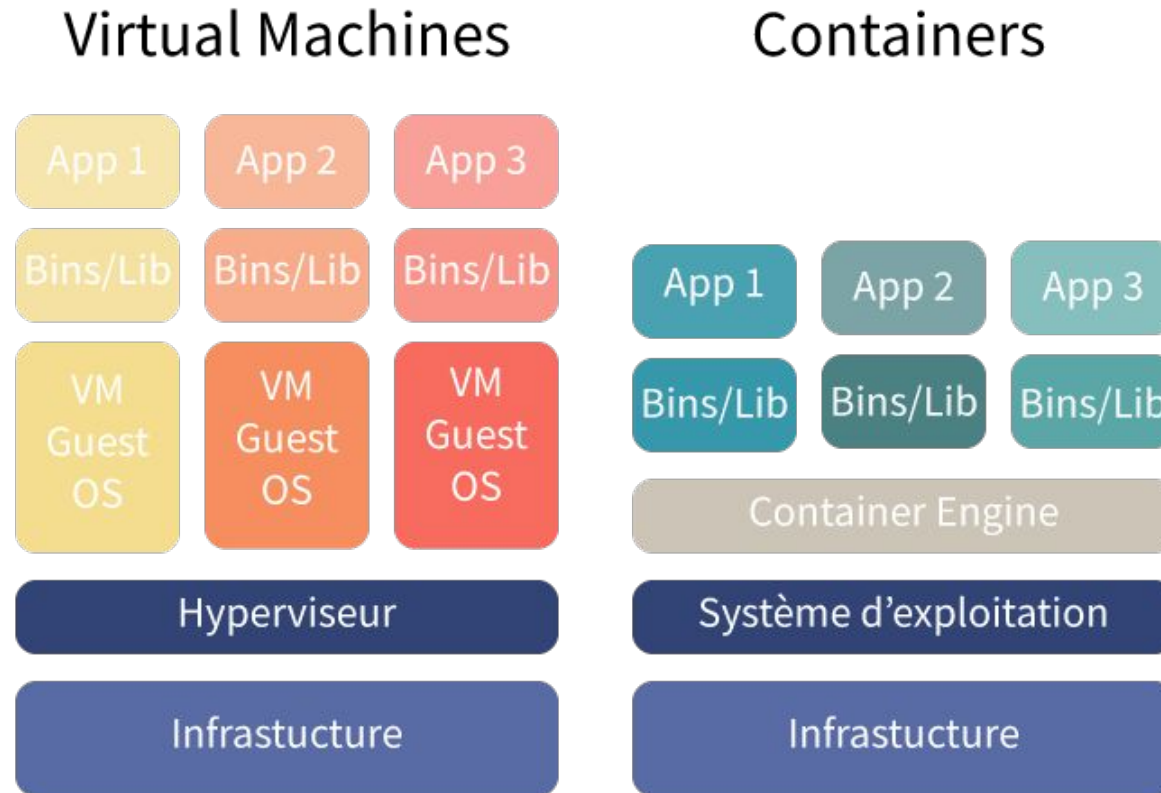 Virtual Machines
Containers
App 1
App 2
App 3
Bins/Lib
Bins/Lib
Bins/Lib
VM
Guest
OS
VM
Guest
OS
VM
Guest
OS
Hyperviseur
Infrastucture
App 1
App 2
App 3
Bins/Lib
Bins/Lib
Bins/Lib
Container Engine
Système d’exploitation
Infrastucture